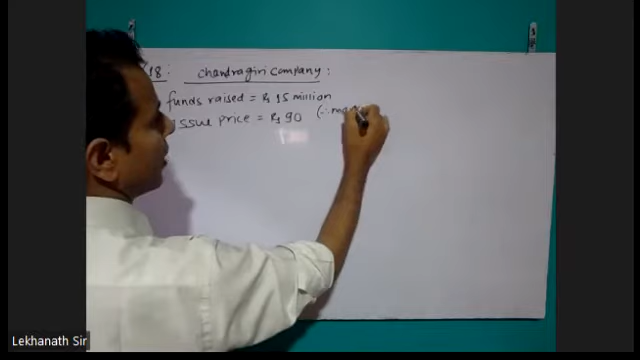 18: Chandragiri Company:
funds raised = Rs 15 million
issue price = Rs 90 (∵
Lekhanath Sir